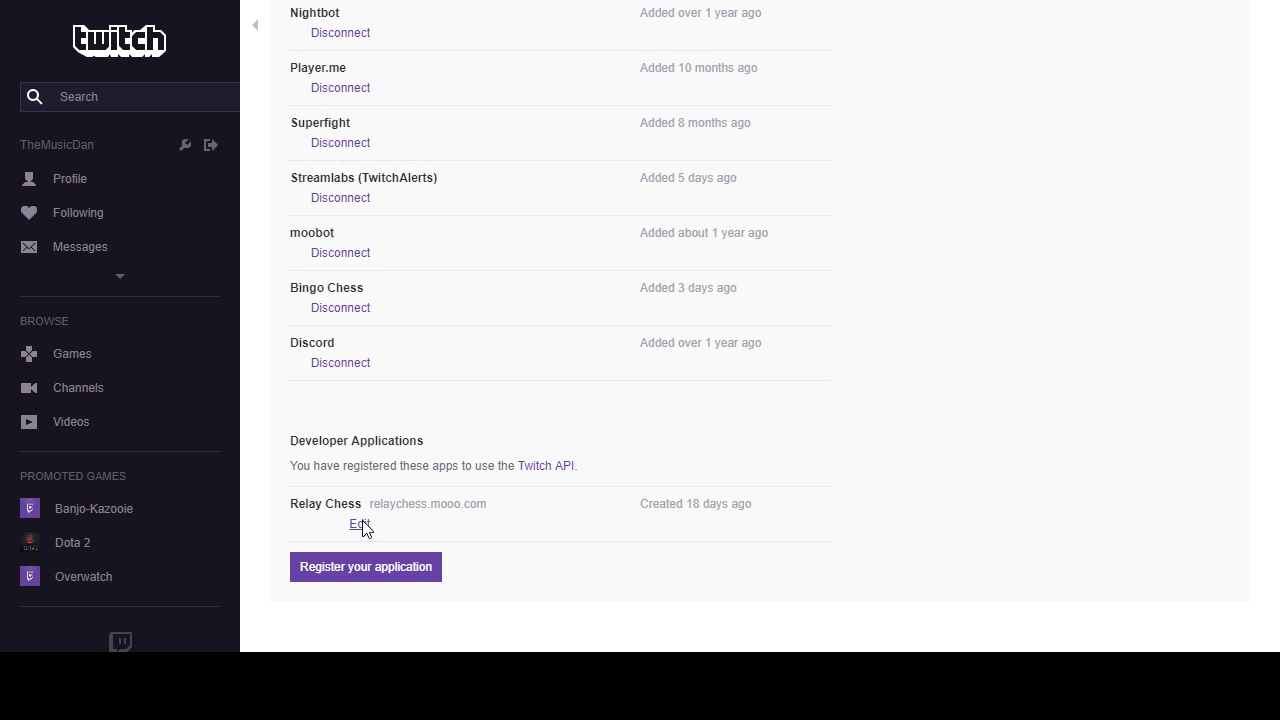 twitch
Search
TheMusicDan
Profile
Following
Messages
BROWSE
Games
Channels
Videos
PROMOTED GAMES
Banjo-Kazooie
Dota 2
Overwatch
Nightbot Added over 1 year ago
Disconnect
Player.me Added 10 months ago
Disconnect
Superfight Added 8 months ago
Disconnect
Streamlabs (TwitchAlerts) Added 5 days ago
Disconnect
moobot Added about 1 year ago
Disconnect
Bingo Chess Added 3 days ago
Disconnect
Discord Added over 1 year ago
Disconnect
Developer Applications
You have registered these apps to use the Twitch API.
Relay Chess relaychess.mooo.com Created 18 days ago
Edit
Register your application